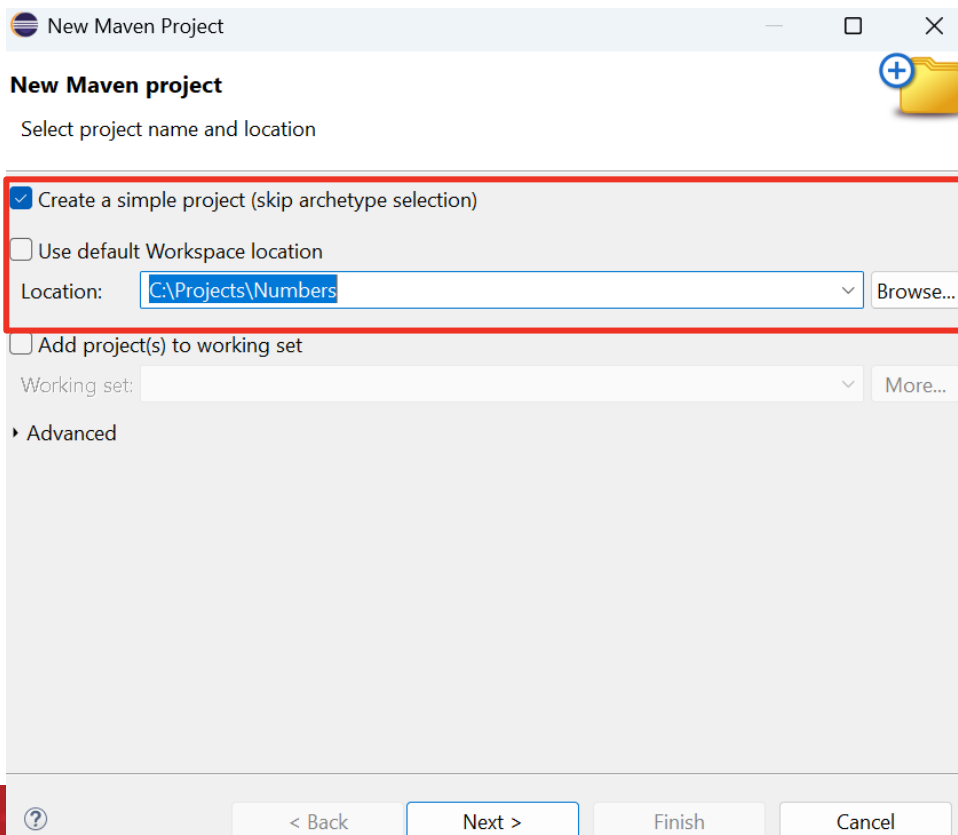 New Maven Project
New Maven project
Select project name and location
Create a simple project (skip archetype selection)
Use default Workspace location
Location: C:\Projects\Numbers Browse...
Add project(s) to working set
Working set: More...
Advanced
? < Back Next > Finish Cancel